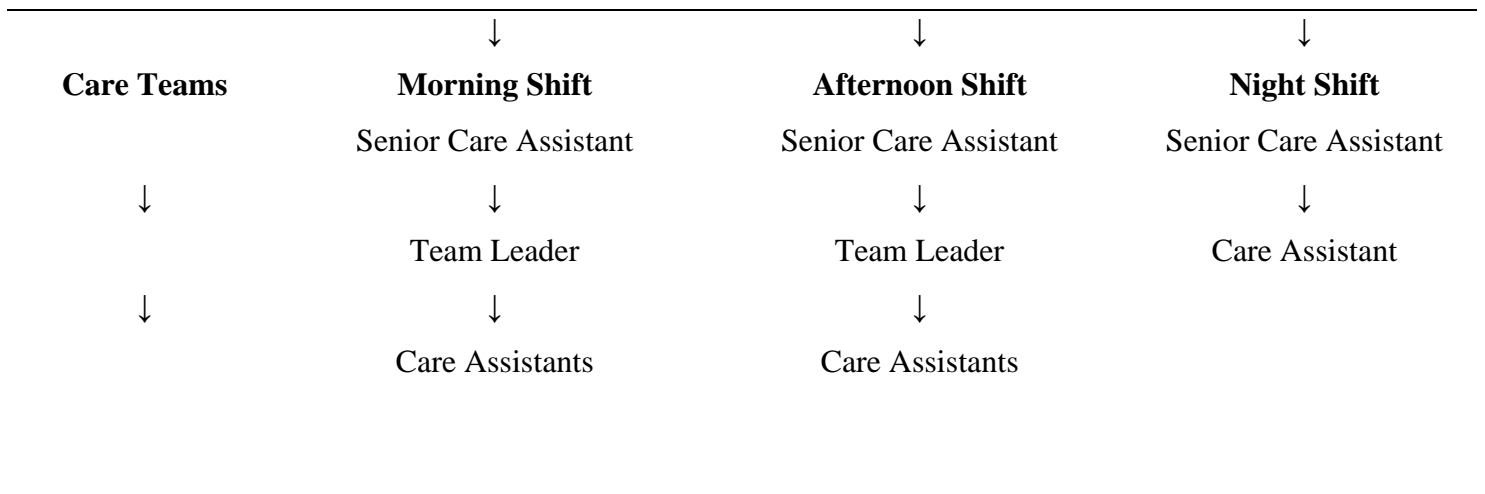 ↓ ↓ ↓
Care Teams Morning Shift Afternoon Shift Night Shift
Senior Care Assistant Senior Care Assistant Senior Care Assistant
↓ ↓ ↓ ↓
Team Leader Team Leader Care Assistant
↓ ↓ ↓
Care Assistants Care Assistants